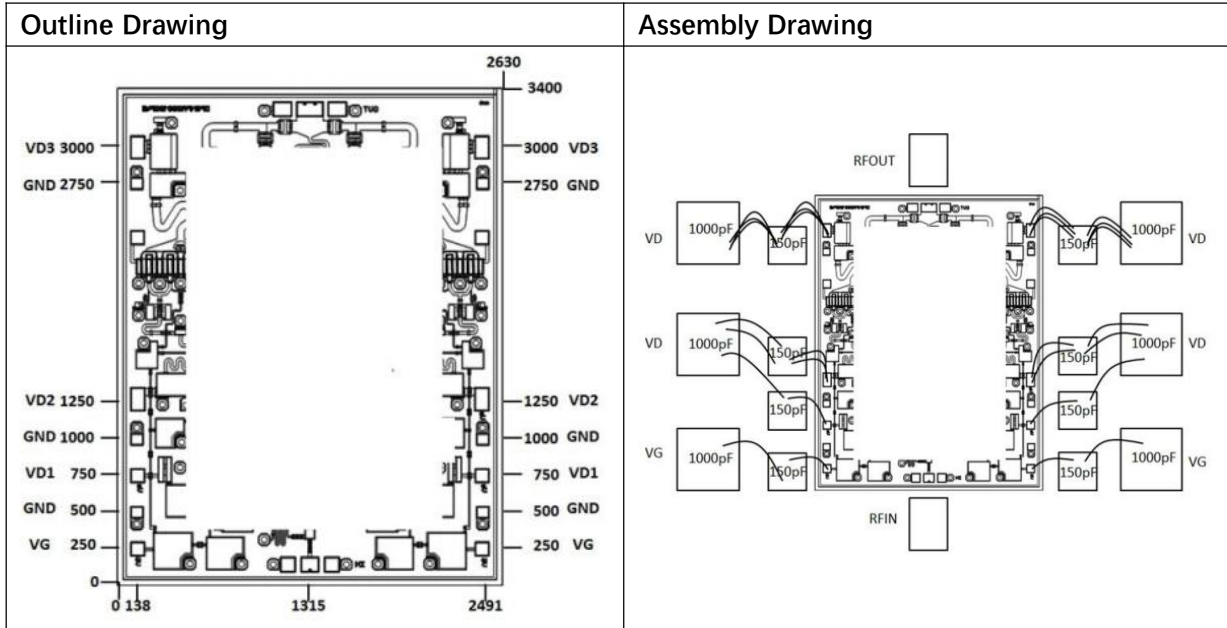 Outline Drawing
Assembly Drawing
2630
3400
VD3 3000
3000 VD3
GND 2750
2750 GND
VD2 1250
1250 VD2
GND 1000
1000 GND
VD1 750
750 VD1
GND 500
500 GND
VG 250
250 VG
0
0 138 1315 2491
RFOUT
VD 1000pF 150pF 150pF 1000pF VD
VD 1000pF 150pF 150pF 1000pF VD
150pF 150pF
VG 1000pF 150pF 150pF 1000pF VG
RFIN